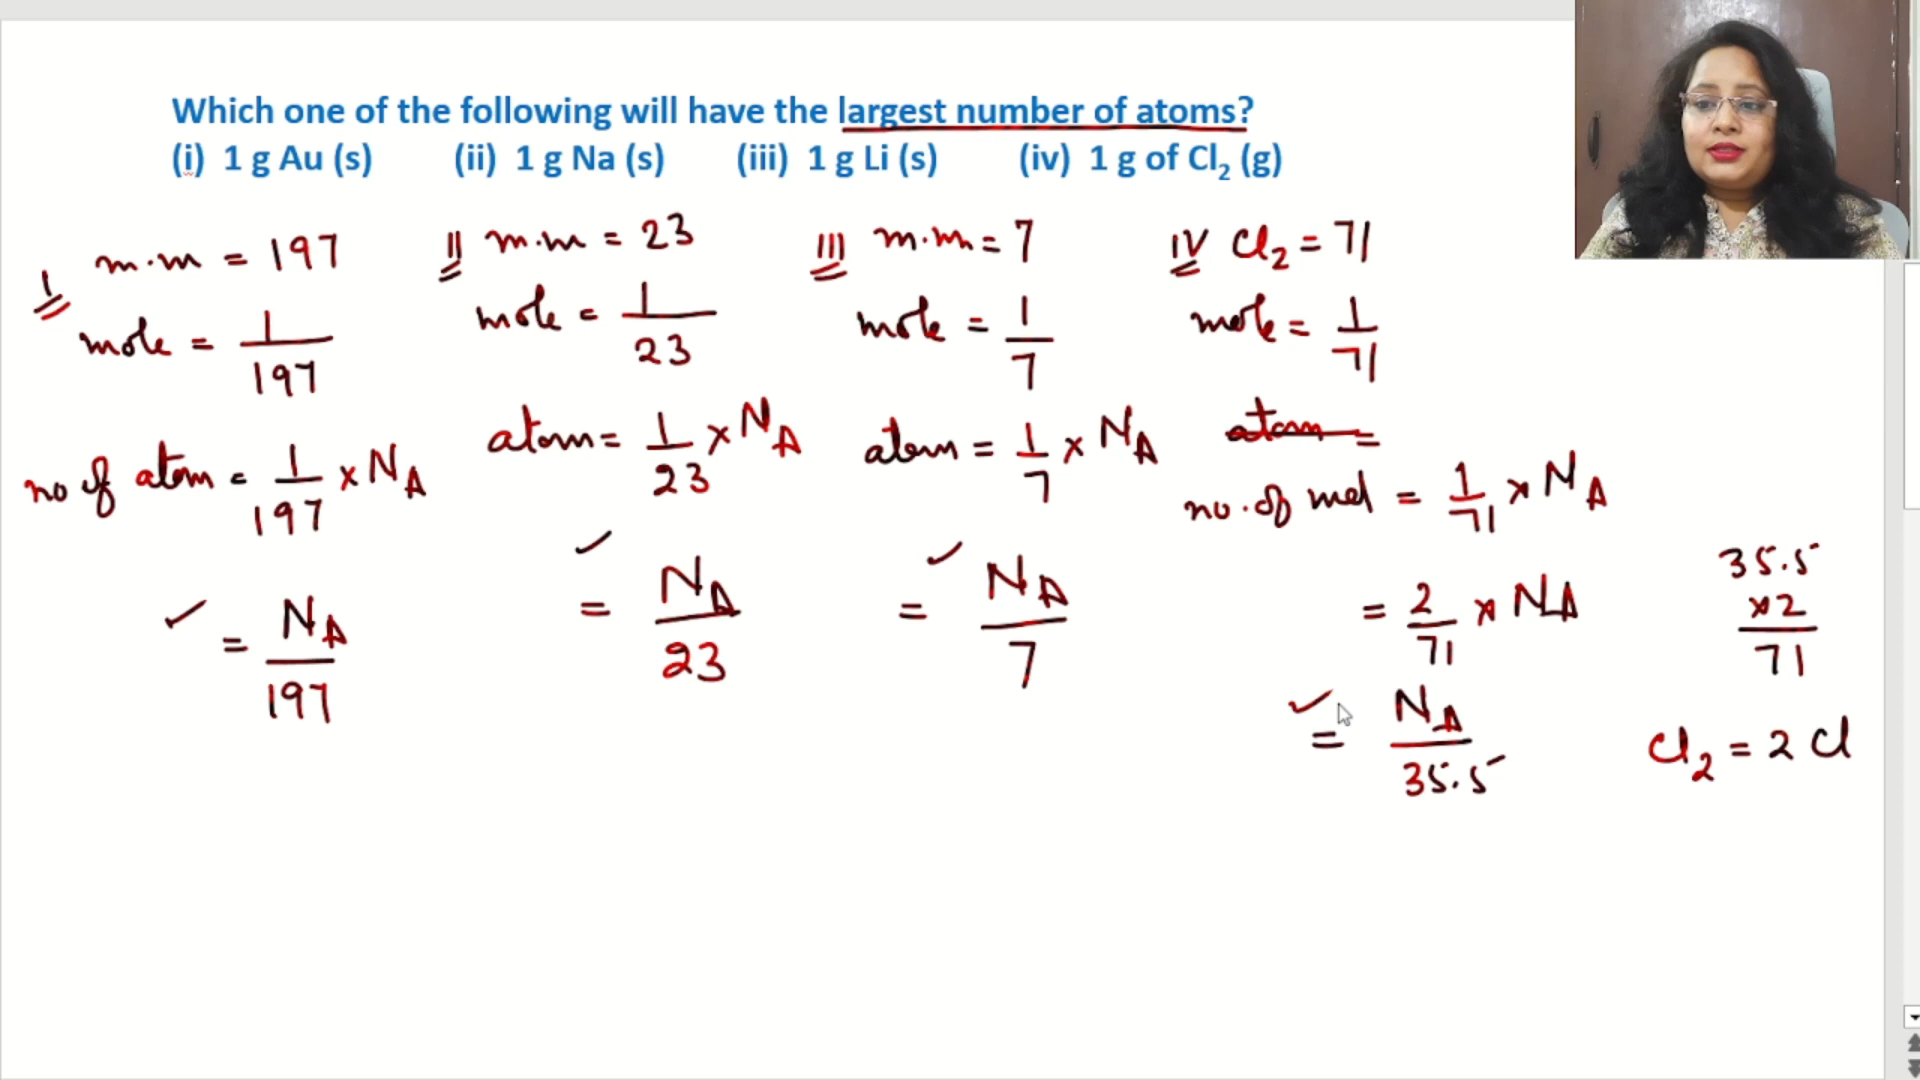 Which one of the following will have the largest number of atoms?
(i) 1 g Au (s) (ii) 1 g Na (s) (iii) 1 g Li (s) (iv) 1 g of Cl₂ (g)
I m.m = 197
mole = 1/197
no of atom = 1/197 × NA
= NA/197
II m.m = 23
mole = 1/23
atom = 1/23 × NA
= NA/23
III m.m = 7
mole = 1/7
atom = 1/7 × NA
= NA/7
IV Cl₂ = 71
mole = 1/71
atom =
no. of mol = 1/71 × NA
= 2/71 × NA
= NA/35.5
35.5
×2
71
Cl₂ = 2 Cl